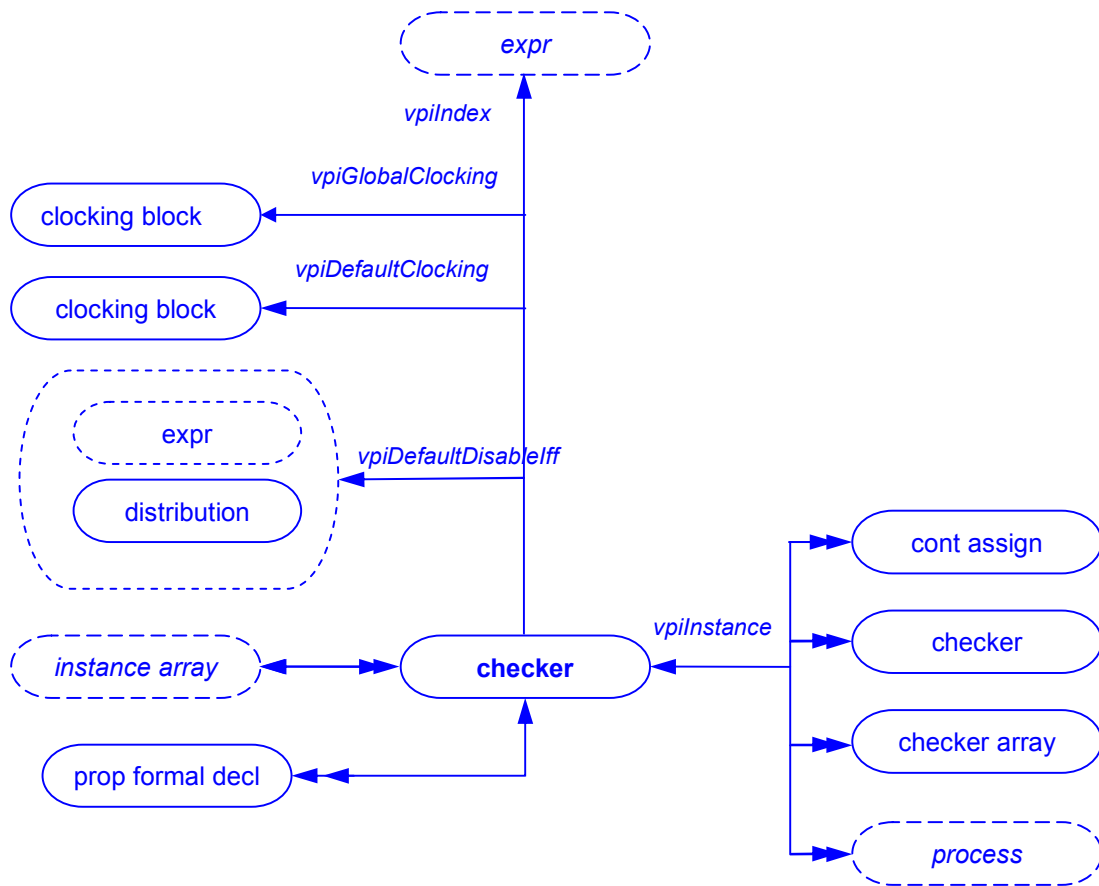 expr
vpiIndex
vpiGlobalClocking
clocking block
vpiDefaultClocking
clocking block
expr
vpiDefaultDisableIff
distribution
cont assign
vpiInstance
checker
instance array
checker
checker array
prop formal decl
process